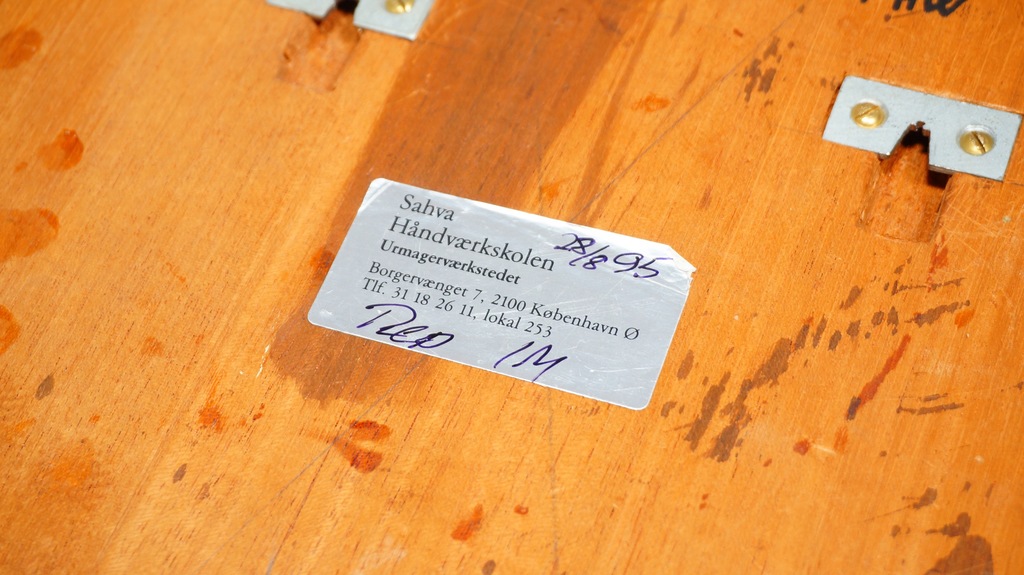 Sahva
Håndværkskolen
28/8 95
Urmagerværkstedet
Borgervænget 7, 2100 København Ø
Tlf. 31 18 26 11, lokal 253
Rep IM